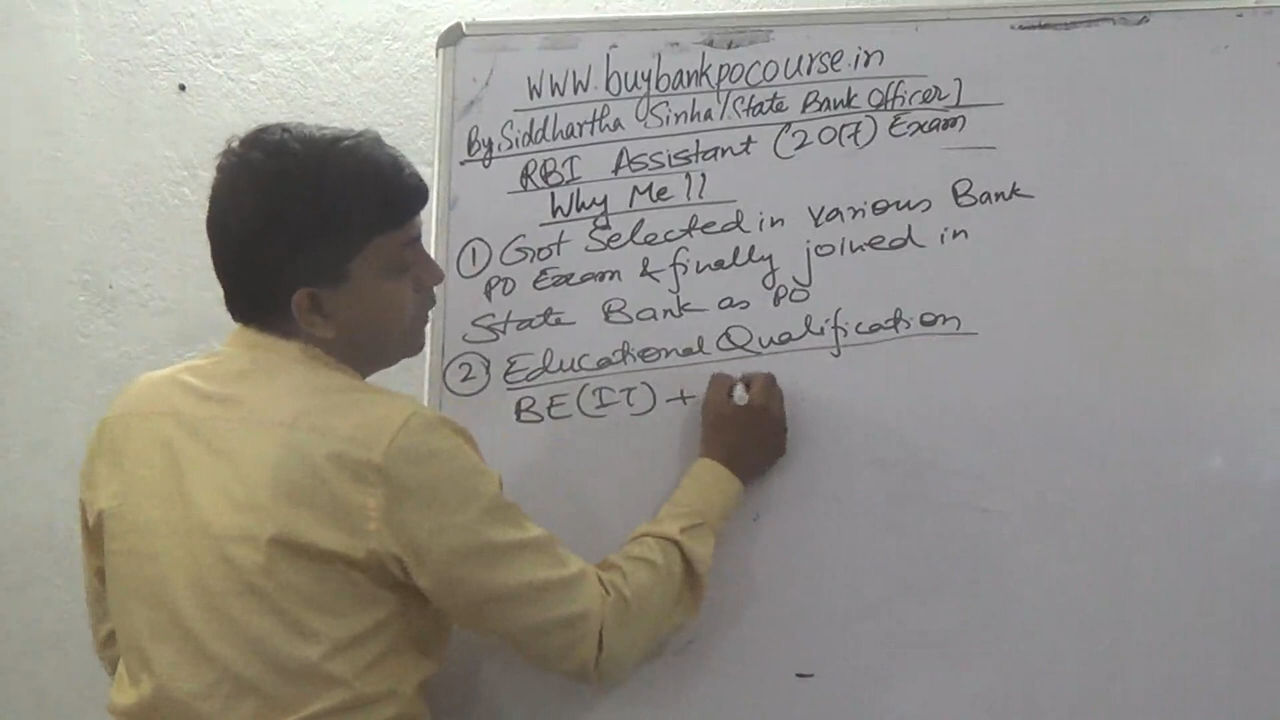 www.buybankpocourse.in
By Siddhartha Sinha (State Bank Officer)
RBI Assistant (2017) Exam
Why Me !!
① Got Selected in various Bank
PO Exam & finally joined in
State Bank as PO
② Educational Qualification
BE(IT) +